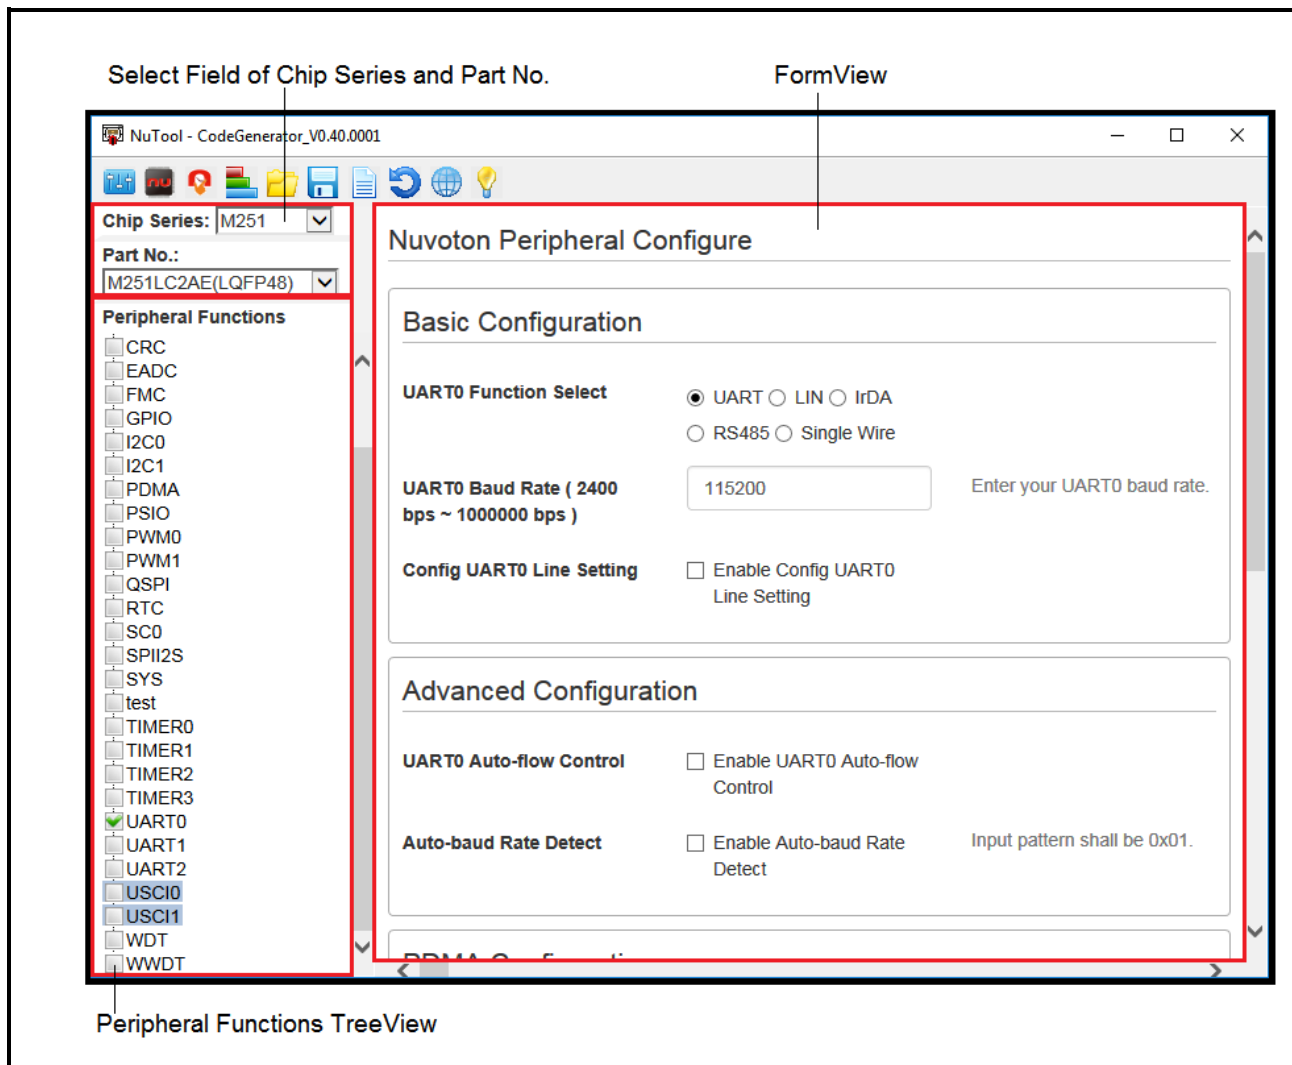 Select Field of Chip Series and Part No.
FormView
NuTool - CodeGenerator_V0.40.0001
nu
Chip Series: M251
Part No.:
M251LC2AE(LQFP48)
Peripheral Functions
CRC
EADC
FMC
GPIO
I2C0
I2C1
PDMA
PSIO
PWM0
PWM1
QSPI
RTC
SC0
SPII2S
SYS
test
TIMER0
TIMER1
TIMER2
TIMER3
UART0
UART1
UART2
USCI0
USCI1
WDT
WWDT
Nuvoton Peripheral Configure
Basic Configuration
UART0 Function Select
UART LIN IrDA
RS485 Single Wire
UART0 Baud Rate ( 2400
bps ~ 1000000 bps )
115200
Enter your UART0 baud rate.
Config UART0 Line Setting
Enable Config UART0
Line Setting
Advanced Configuration
UART0 Auto-flow Control
Enable UART0 Auto-flow
Control
Auto-baud Rate Detect
Enable Auto-baud Rate
Detect
Input pattern shall be 0x01.
PDMA Configuration
Peripheral Functions TreeView